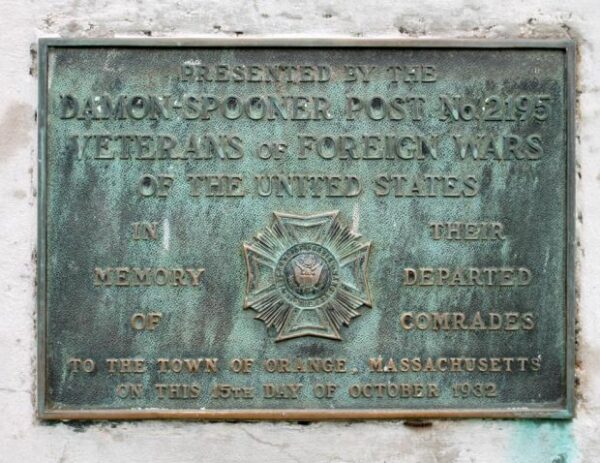 PRESENTED BY THE
DAMON-SPOONER POST No. 2195
VETERANS OF FOREIGN WARS
OF THE UNITED STATES
IN THEIR
MEMORY DEPARTED
OF COMRADES
TO THE TOWN OF ORANGE, MASSACHUSETTS
ON THIS 15TH DAY OF OCTOBER 1932